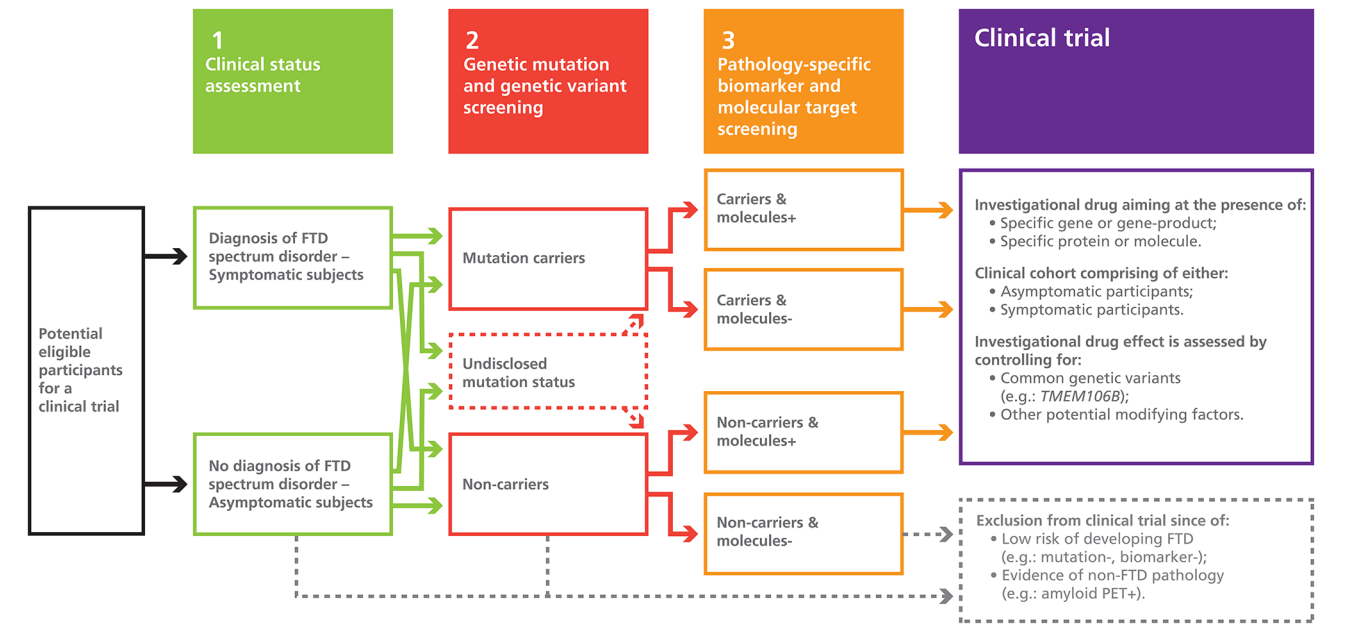 1
Clinical status
assessment
2
Genetic mutation
and genetic variant
screening
3
Pathology-specific
biomarker and
molecular target
screening
Clinical trial
Potential
eligible
participants
for a
clinical trial
Diagnosis of FTD
spectrum disorder –
Symptomatic subjects
No diagnosis of FTD
spectrum disorder –
Asymptomatic subjects
Mutation carriers
Undisclosed
mutation status
Non-carriers
Carriers &
molecules+
Carriers &
molecules-
Non-carriers &
molecules+
Non-carriers &
molecules-
Investigational drug aiming at the presence of:
• Specific gene or gene-product;
• Specific protein or molecule.
Clinical cohort comprising of either:
• Asymptomatic participants;
• Symptomatic participants.
Investigational drug effect is assessed by
controlling for:
• Common genetic variants
(e.g.: TMEM106B);
• Other potential modifying factors.
Exclusion from clinical trial since of:
• Low risk of developing FTD
(e.g.: mutation-, biomarker-);
• Evidence of non-FTD pathology
(e.g.: amyloid PET+).